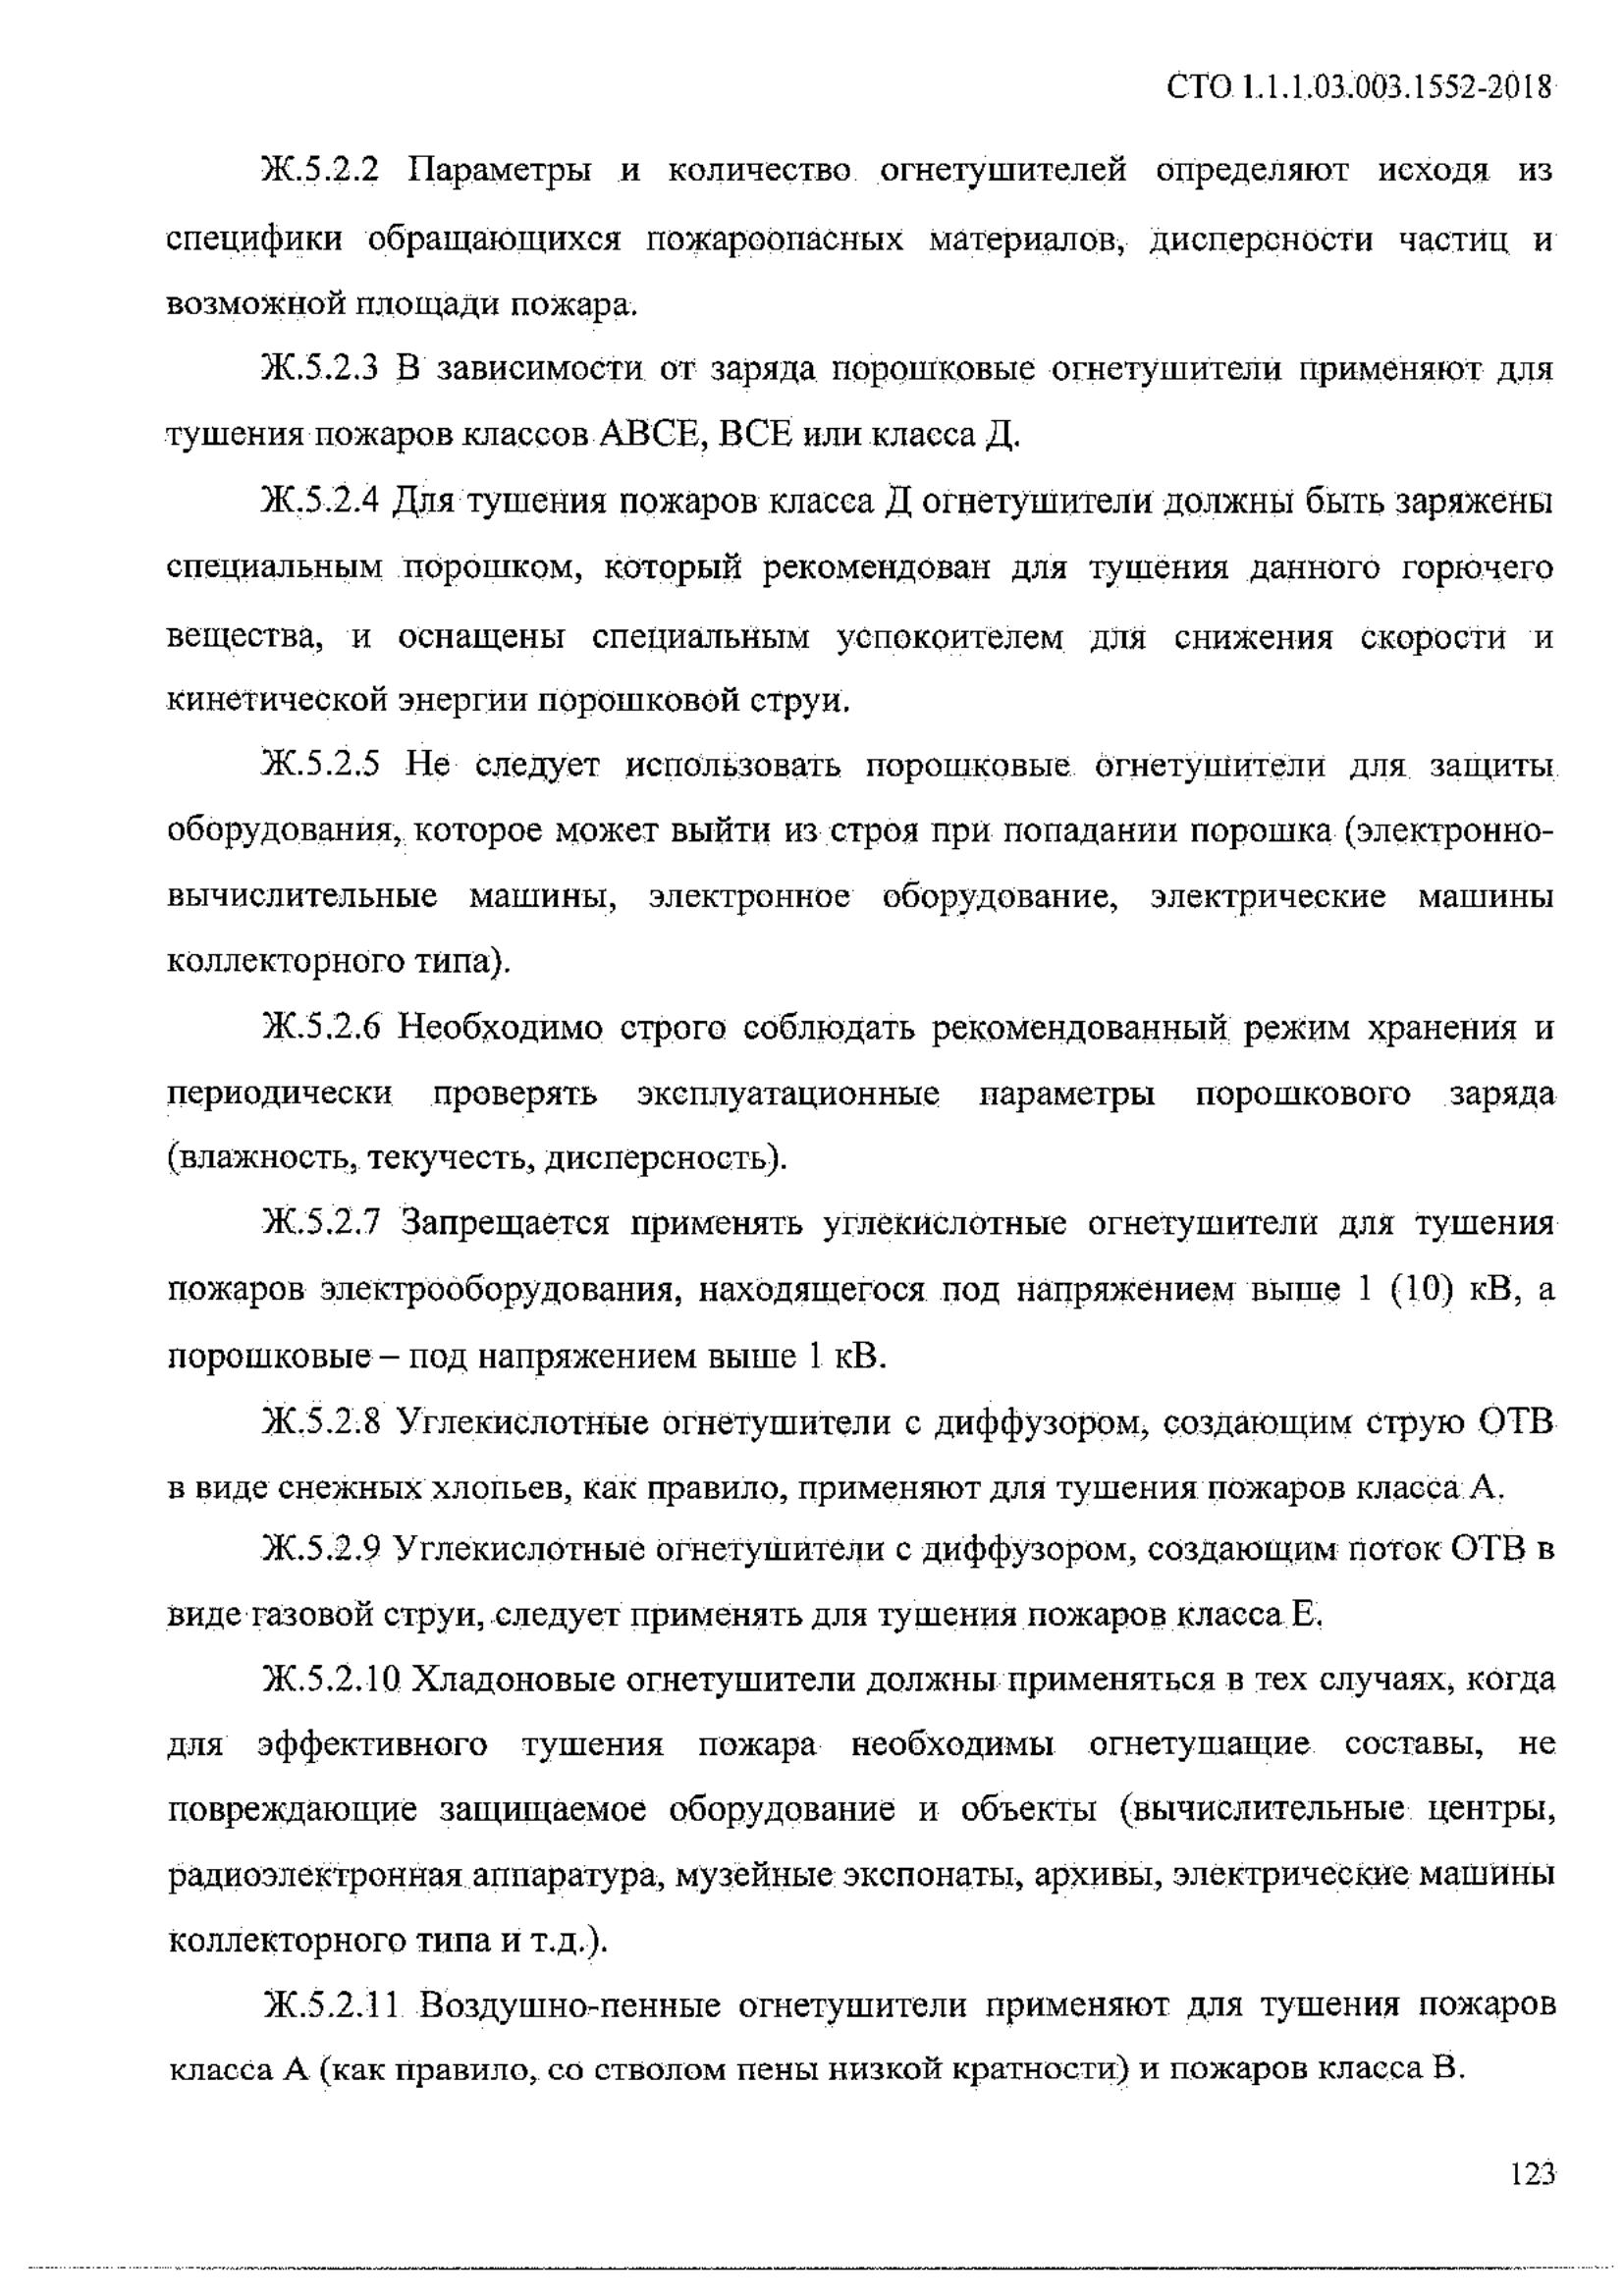 СТО 1.1.1.03.003.1552-2018
Ж.5.2.2 Параметры и количество огнетушителей определяют исходя из
специфики обращающихся пожароопасных материалов, дисперсности частиц и
возможной площади пожара.
Ж.5.2.3 В зависимости от заряда порошковые огнетушители применяют для
тушения пожаров классов АВСЕ, ВСЕ или класса Д.
Ж.5.2.4 Для тушения пожаров класса Д огнетушители должны быть заряжены
специальным порошком, который рекомендован для тушения данного горючего
вещества, и оснащены специальным успокоителем для снижения скорости и
кинетической энергии порошковой струи.
Ж.5.2.5 Не следует использовать порошковые огнетушители для защиты
оборудования, которое может выйти из строя при попадании порошка (электронно-
вычислительные машины, электронное оборудование, электрические машины
коллекторного типа).
Ж.5.2.6 Необходимо строго соблюдать рекомендованный режим хранения и
периодически проверять эксплуатационные параметры порошкового заряда
(влажность, текучесть, дисперсность).
Ж.5.2.7 Запрещается применять углекислотные огнетушители для тушения
пожаров электрооборудования, находящегося под напряжением выше 1 (10) кВ, а
порошковые – под напряжением выше 1 кВ.
Ж.5.2.8 Углекислотные огнетушители с диффузором, создающим струю ОТВ
в виде снежных хлопьев, как правило, применяют для тушения пожаров класса А.
Ж.5.2.9 Углекислотные огнетушители с диффузором, создающим поток ОТВ в
виде газовой струи, следует применять для тушения пожаров класса Е.
Ж.5.2.10 Хладоновые огнетушители должны применяться в тех случаях, когда
для эффективного тушения пожара необходимы огнетушащие составы, не
повреждающие защищаемое оборудование и объекты (вычислительные центры,
радиоэлектронная аппаратура, музейные экспонаты, архивы, электрические машины
коллекторного типа и т.д.).
Ж.5.2.11 Воздушно-пенные огнетушители применяют для тушения пожаров
класса А (как правило, со стволом пены низкой кратности) и пожаров класса В.
123